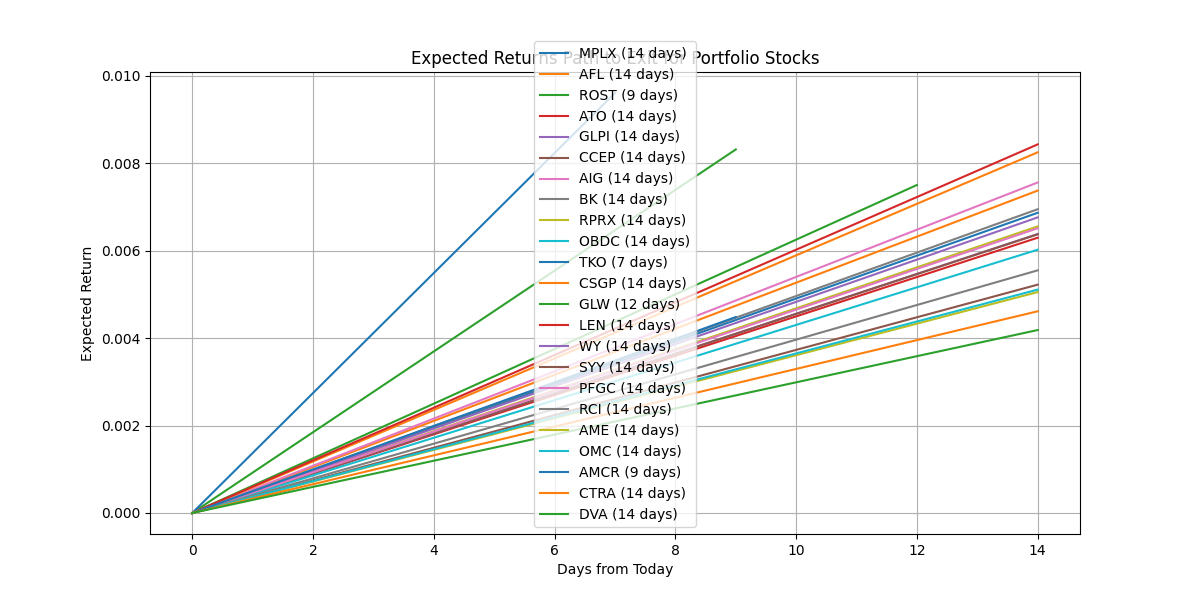 Expected Returns Path to Exit for Portfolio Stocks
MPLX (14 days)
AFL (14 days)
ROST (9 days)
ATO (14 days)
GLPI (14 days)
CCEP (14 days)
AIG (14 days)
BK (14 days)
RPRX (14 days)
OBDC (14 days)
TKO (7 days)
CSGP (14 days)
GLW (12 days)
LEN (14 days)
WY (14 days)
SYY (14 days)
PFGC (14 days)
RCI (14 days)
AME (14 days)
OMC (14 days)
AMCR (9 days)
CTRA (14 days)
DVA (14 days)
Expected Return
0.010
0.008
0.006
0.004
0.002
0.000
0 2 4 6 8 10 12 14
Days from Today